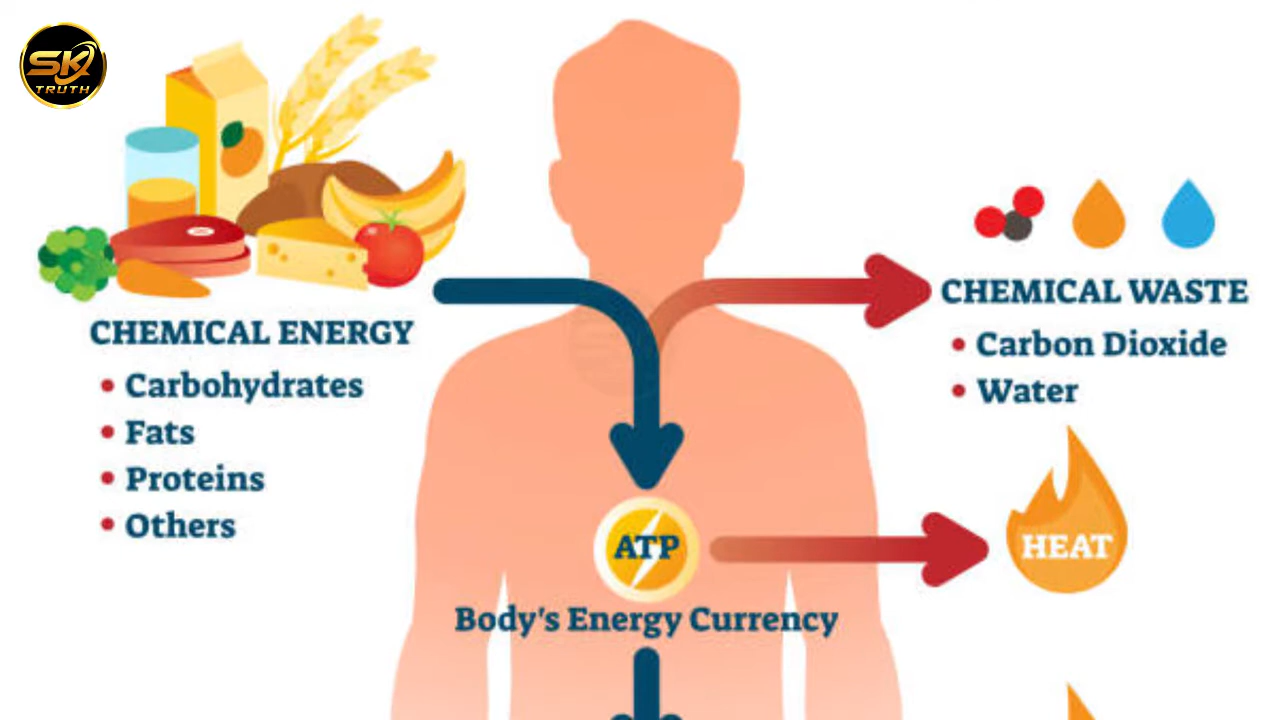 SK
TRUTH
CHEMICAL ENERGY
• Carbohydrates
• Fats
• Proteins
• Others
CHEMICAL WASTE
• Carbon Dioxide
• Water
HEAT
ATP
Body's Energy Currency